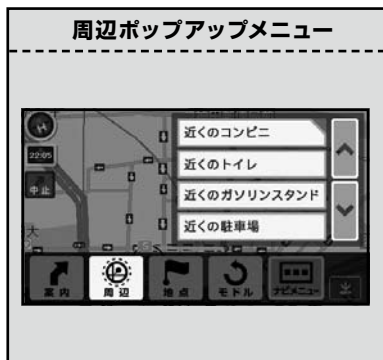 周辺ポップアップメニュー
近くのコンビニ
22:05
近くのトイレ
中止
近くのガソリンスタンド
近くの駐車場
大
案内
周辺
地点
モドル
ナビメニュー